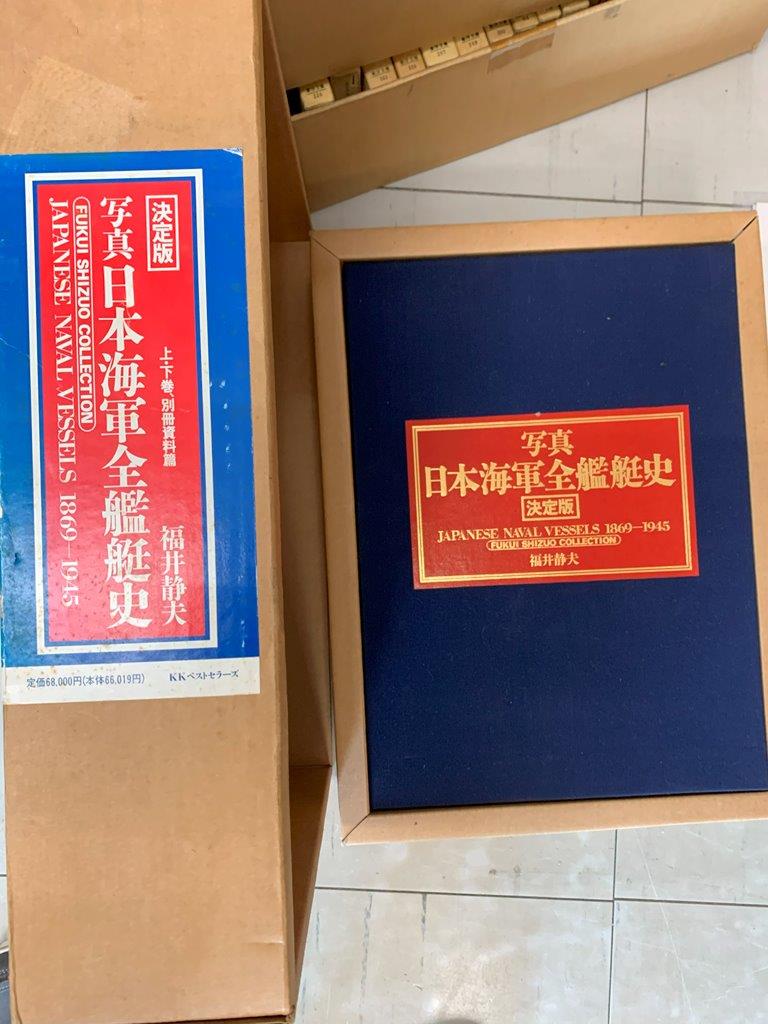 決定版
写真日本海軍全艦艇史
FUKUI SHIZUO COLLECTION
JAPANESE NAVAL VESSELS 1869—1945
上・下巻、別冊資料篇
福井静夫
定価68,000円(本体66,019円)
KKベストセラーズ
写真
日本海軍全艦艇史
決定版
JAPANESE NAVAL VESSELS 1869—1945
FUKUI SHIZUO COLLECTION
福井静夫